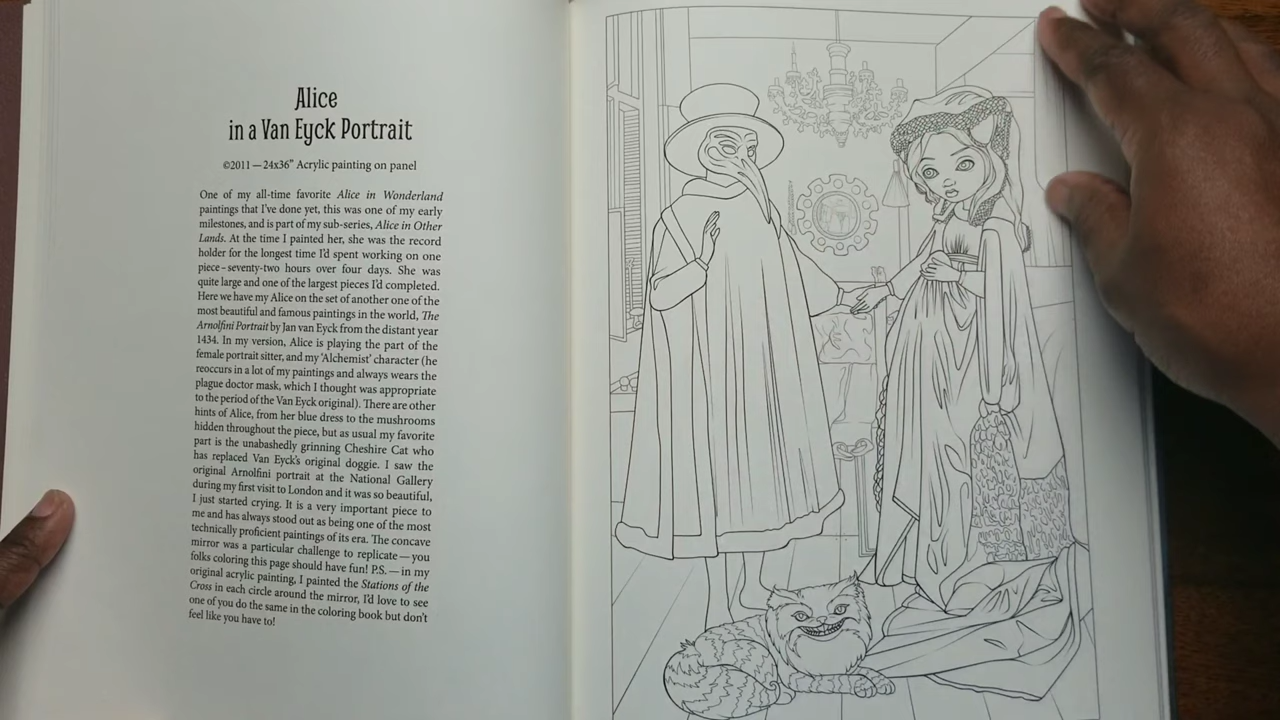 Alice
in a Van Eyck Portrait
©2011—24x36" Acrylic painting on panel
One of my all-time favorite Alice in Wonderland
paintings that I've done yet, this was one of my early
milestones, and is part of my sub-series, Alice in Other
Lands. At the time I painted her, she was the record
holder for the longest time I'd spent working on one
piece–seventy-two hours over four days. She was
quite large and one of the largest pieces I'd completed.
Here we have my Alice on the set of another one of the
most beautiful and famous paintings in the world, The
Arnolfini Portrait by Jan van Eyck from the distant year
1434. In my version, Alice is playing the part of the
female portrait sitter, and my 'Alchemist' character (he
reoccurs in a lot of my paintings and always wears the
plague doctor mask, which I thought was appropriate
to the period of the Van Eyck original). There are other
hints of Alice, from her blue dress to the mushrooms
hidden throughout the piece, but as usual my favorite
part is the unabashedly grinning Cheshire Cat who
has replaced Van Eyck's original doggie. I saw the
original Arnolfini portrait at the National Gallery
during my first visit to London and it was so beautiful,
I just started crying. It is a very important piece to
me and has always stood out as being one of the most
technically proficient paintings of its era. The concave
mirror was a particular challenge to replicate—you
folks coloring this page should have fun! P.S.—in my
original acrylic painting, I painted the Stations of the
Cross in each circle around the mirror, I'd love to see
one of you do the same in the coloring book but don't
feel like you have to!